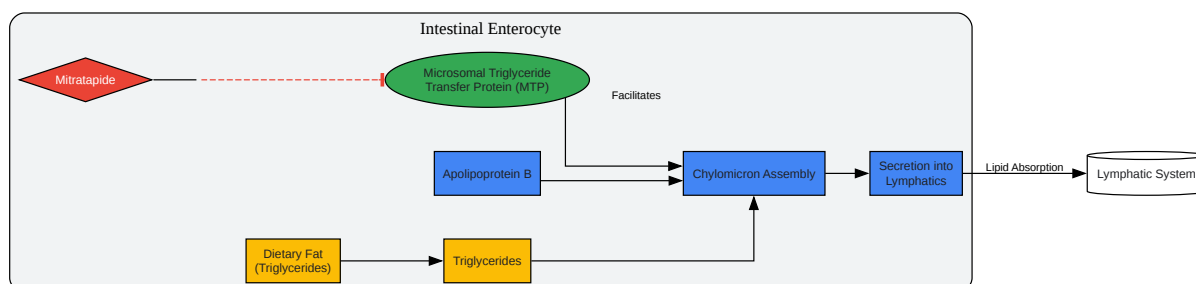 Intestinal Enterocyte
Mitratapide
Microsomal Triglyceride
Transfer Protein (MTP)
Facilitates
Apolipoprotein B
Chylomicron Assembly
Secretion into
Lymphatics
Lipid Absorption
Lymphatic System
Dietary Fat
(Triglycerides)
Triglycerides